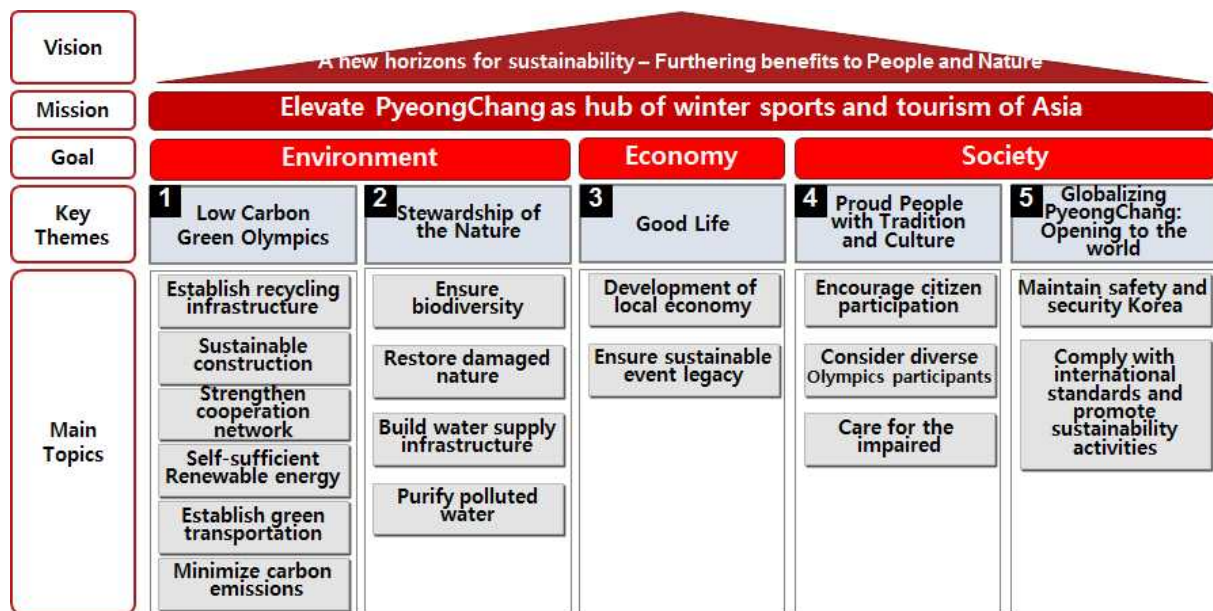 Vision
A new horizons for sustainability – Furthering benefits to People and Nature
Mission
Elevate PyeongChang as hub of winter sports and tourism of Asia
Goal
Environment
Economy
Society
Key
Themes
1
Low Carbon
Green Olympics
2
Stewardship of
the Nature
3
Good Life
4
Proud People
with Tradition
and Culture
5
Globalizing
PyeongChang:
Opening to the
world
Main
Topics
Establish recycling
infrastructure
Sustainable
construction
Strengthen
cooperation
network
Self-sufficient
Renewable energy
Establish green
transportation
Minimize carbon
emissions
Ensure
biodiversity
Restore damaged
nature
Build water supply
infrastructure
Purify polluted
water
Development of
local economy
Ensure sustainable
event legacy
Encourage citizen
participation
Consider diverse
Olympics participants
Care for the
impaired
Maintain safety and
security Korea
Comply with
international
standards and
promote
sustainability
activities